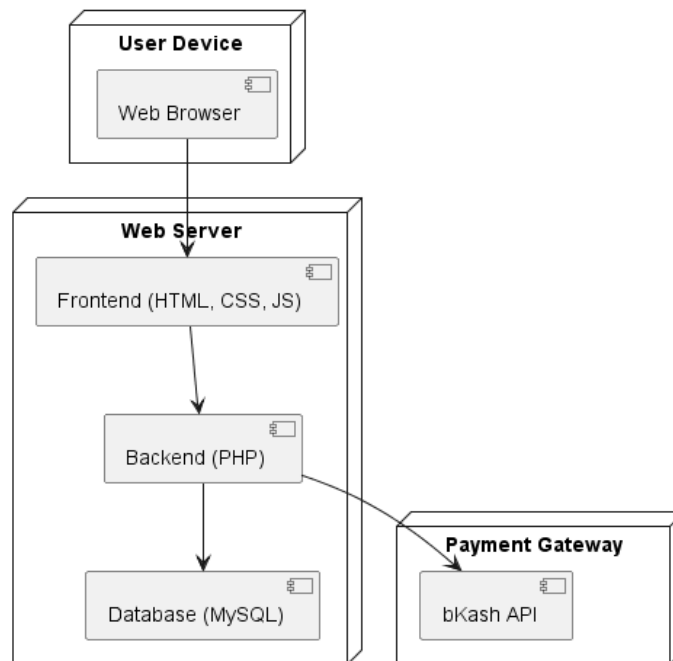 User Device
Web Browser
Web Server
Frontend (HTML, CSS, JS)
Backend (PHP)
Payment Gateway
Database (MySQL)
bKash API